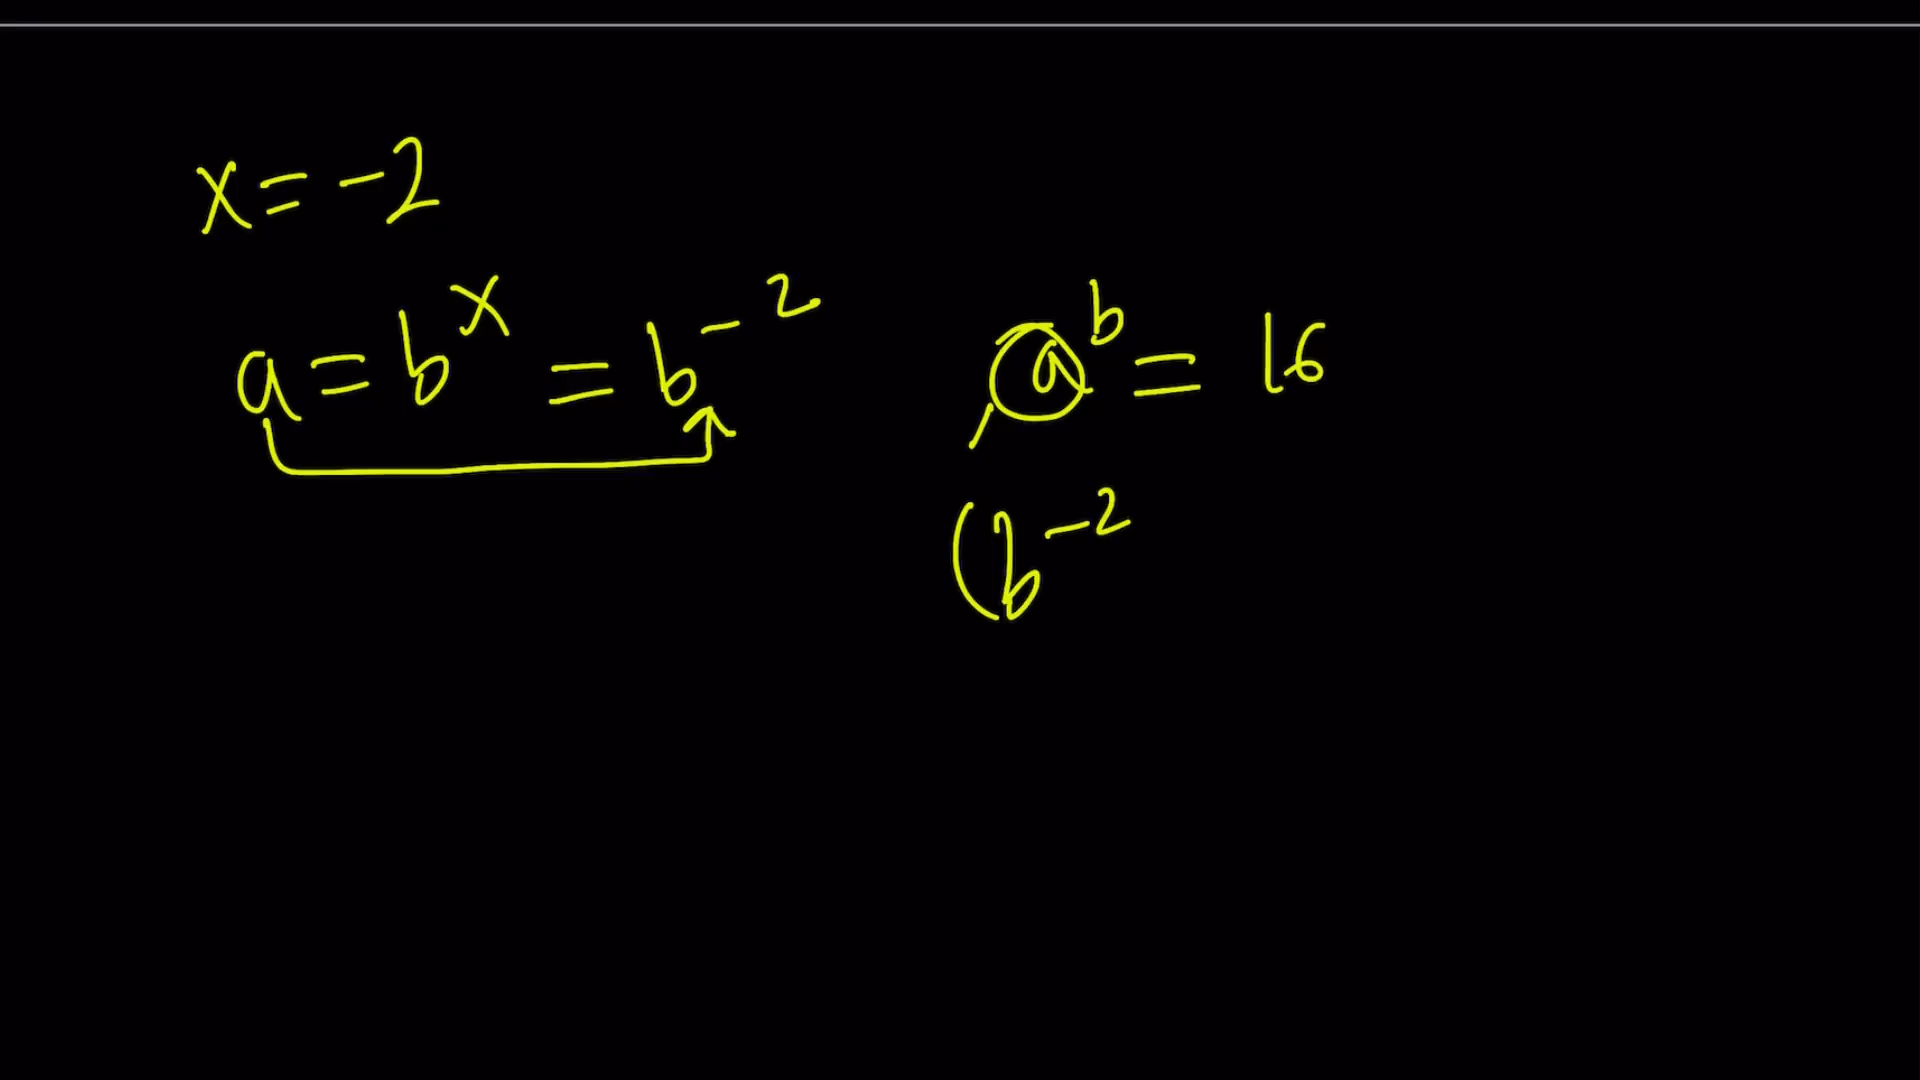 x = -2
a = b^x = b^-2
a^b = 16
(b^-2